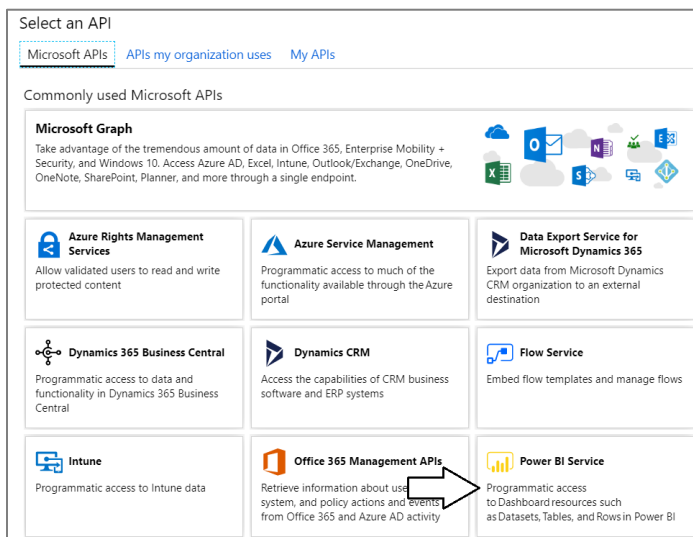 Select an API
Microsoft APIs
APIs my organization uses
My APIs
Commonly used Microsoft APIs
Microsoft Graph
Take advantage of the tremendous amount of data in Office 365, Enterprise Mobility +
Security, and Windows 10. Access Azure AD, Excel, Intune, Outlook/Exchange, OneDrive,
OneNote, SharePoint, Planner, and more through a single endpoint.
Azure Rights Management
Services
Allow validated users to read and write
protected content
Azure Service Management
Programmatic access to much of the
functionality available through the Azure
portal
Data Export Service for
Microsoft Dynamics 365
Export data from Microsoft Dynamics
CRM organization to an external
destination
Dynamics 365 Business Central
Programmatic access to data and
functionality in Dynamics 365 Business
Central
Dynamics CRM
Access the capabilities of CRM business
software and ERP systems
Flow Service
Embed flow templates and manage flows
Intune
Programmatic access to Intune data
Office 365 Management APIs
Retrieve information about
system, and policy actions and events
from Office 365 and Azure AD activity
Power BI Service
Programmatic access
to Dashboard resources such
as Datasets, Tables, and Rows in Power BI